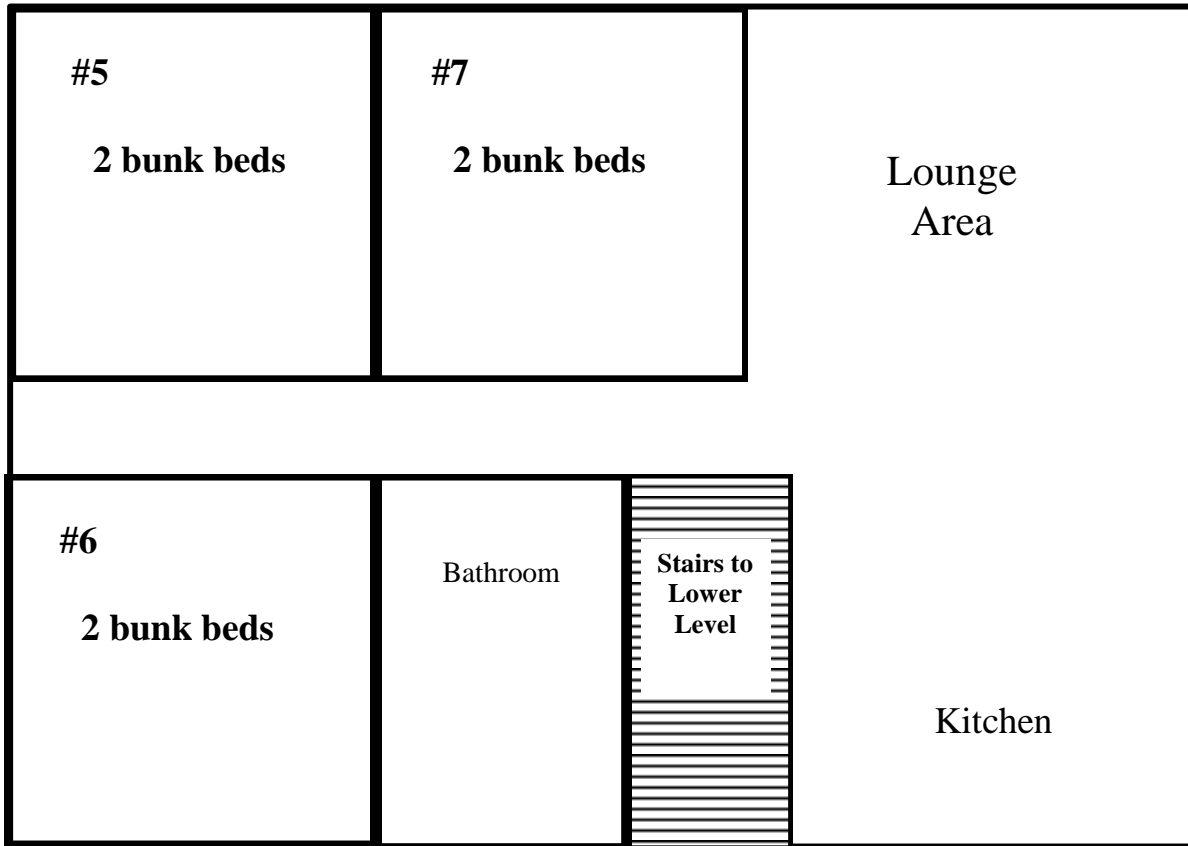 #5
2 bunk beds
#7
2 bunk beds
Lounge
Area
#6
2 bunk beds
Bathroom
Stairs to
Lower
Level
Kitchen